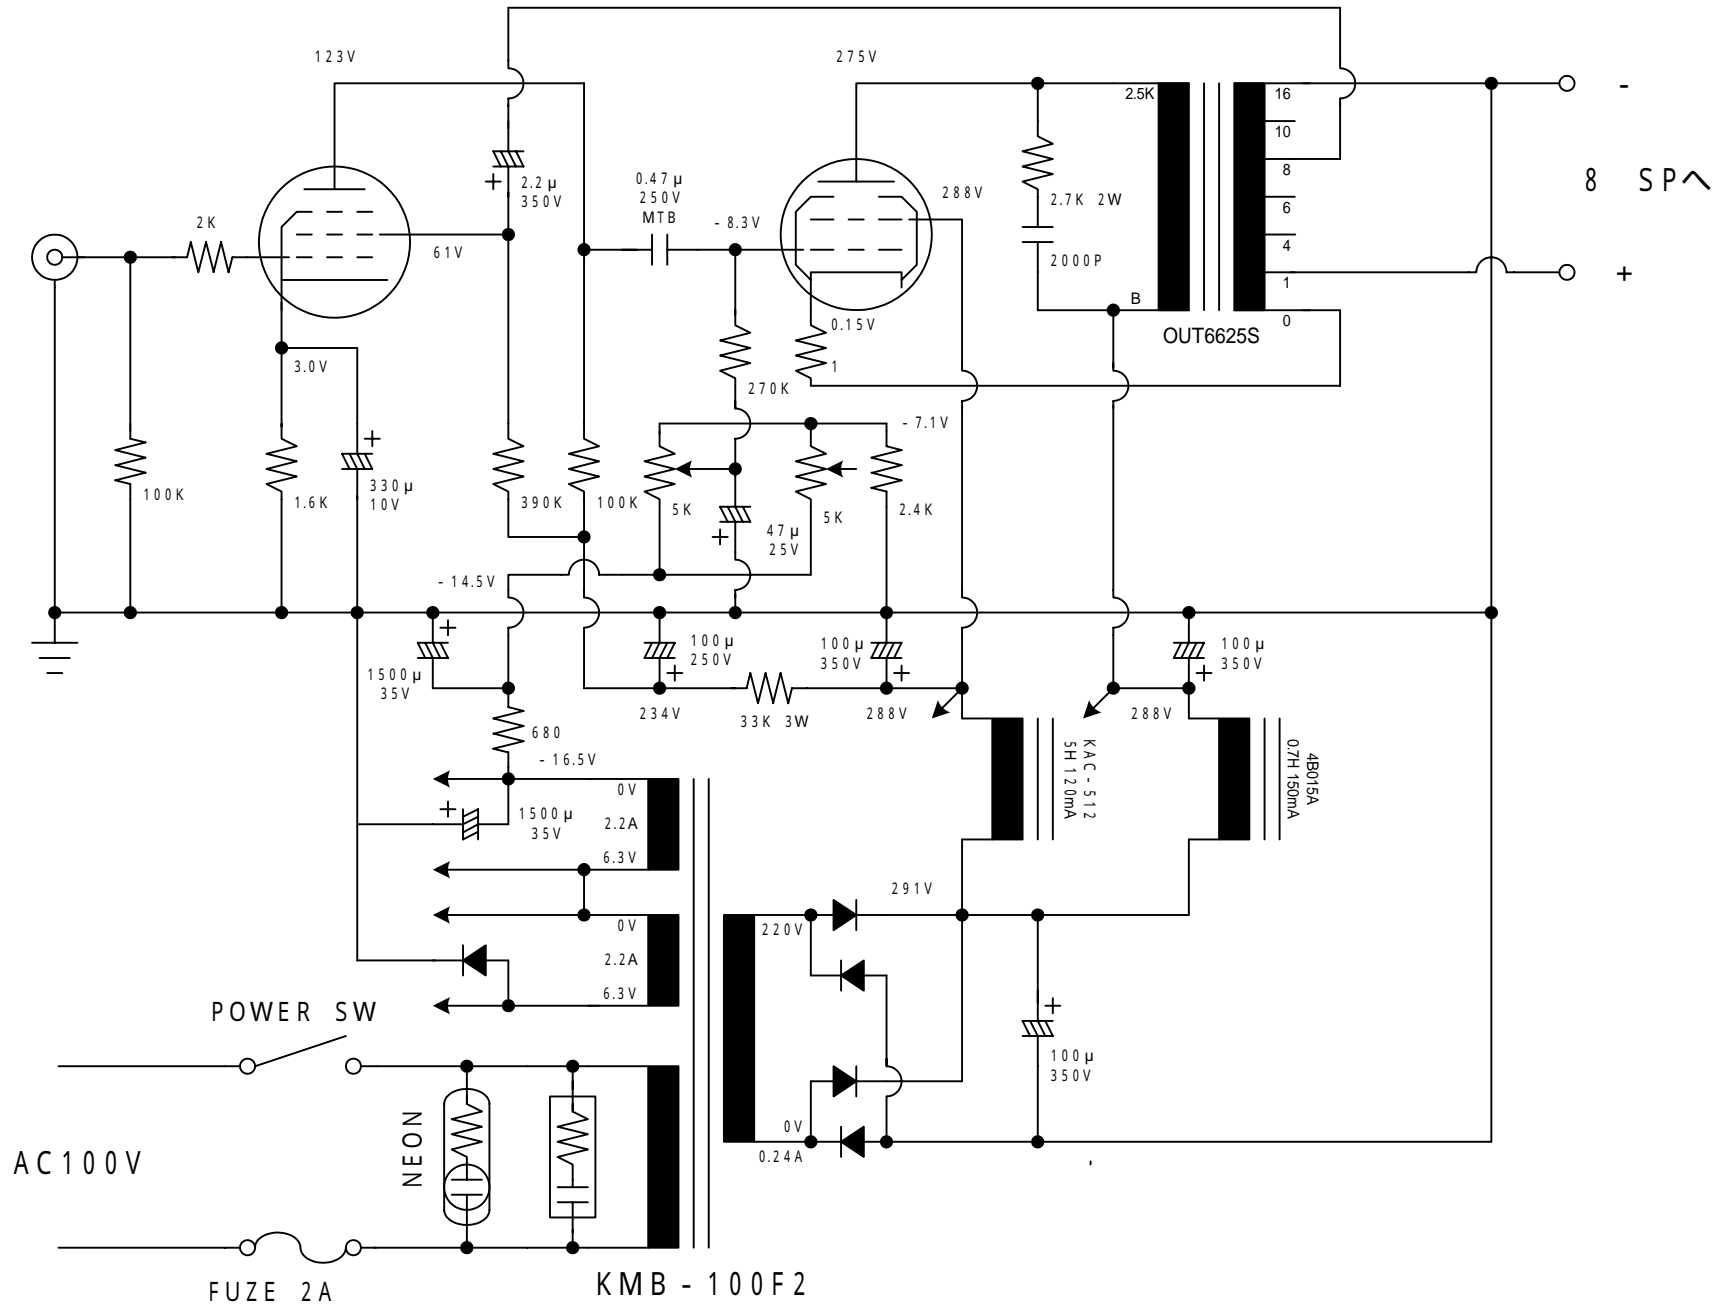 123V
275V
2.5K
16
-
10
2.2μ
350V
0.47μ
250V
MTB
288V
8
8 SPへ
2K
- 8.3V
2.7K 2W
6
61V
2000P
4
1
+
B
0
0.15V
OUT6625S
3.0V
1
270K
- 7.1V
100K
1.6K
330μ
10V
390K
100K
5K
47μ
25V
5K
2.4K
- 14.5V
1500μ
35V
100μ
250V
100μ
350V
100μ
350V
234V
33K 3W
288V
288V
680
- 16.5V
KAC-512
5H 120mA
4B015A
0.7H 150mA
0V
1500μ
35V
2.2A
6.3V
291V
0V
220V
2.2A
6.3V
POWER SW
100μ
350V
NEON
0V
0.24A
AC100V
FUZE 2A
KMB-100F2